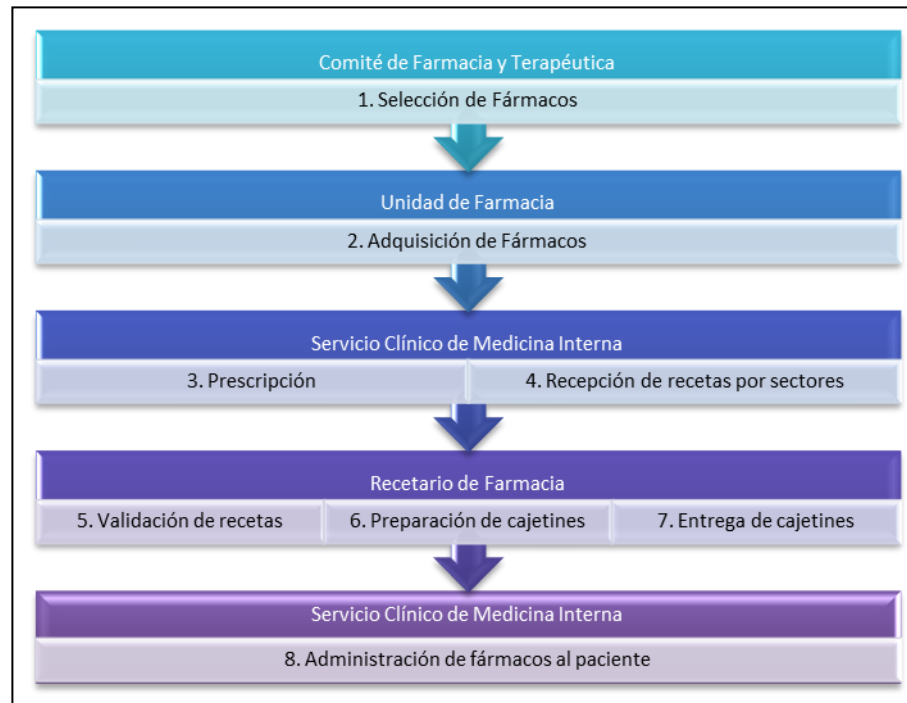 Comité de Farmacia y Terapéutica
1. Selección de Fármacos
Unidad de Farmacia
2. Adquisición de Fármacos
Servicio Clínico de Medicina Interna
3. Prescripción
4. Recepción de recetas por sectores
Recetario de Farmacia
5. Validación de recetas
6. Preparación de cajetines
7. Entrega de cajetines
Servicio Clínico de Medicina Interna
8. Administración de fármacos al paciente